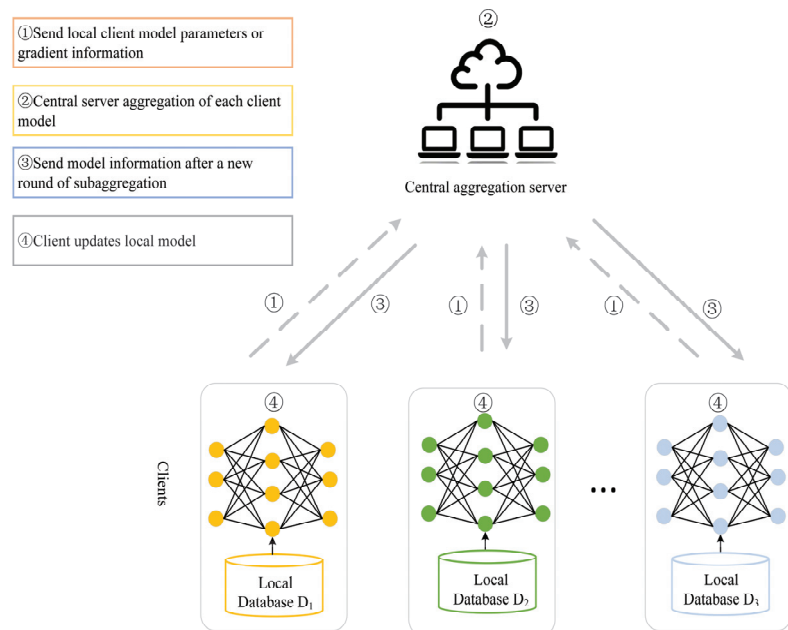 ①Send local client model parameters or
gradient information
②Central server aggregation of each client
model
③Send model information after a new
round of subaggregation
④Client updates local model
②
Central aggregation server
①
③
①
③
①
③
Clients
④
④
④
...
Local
Database D₁
Local
Database D₂
Local
Database D₃